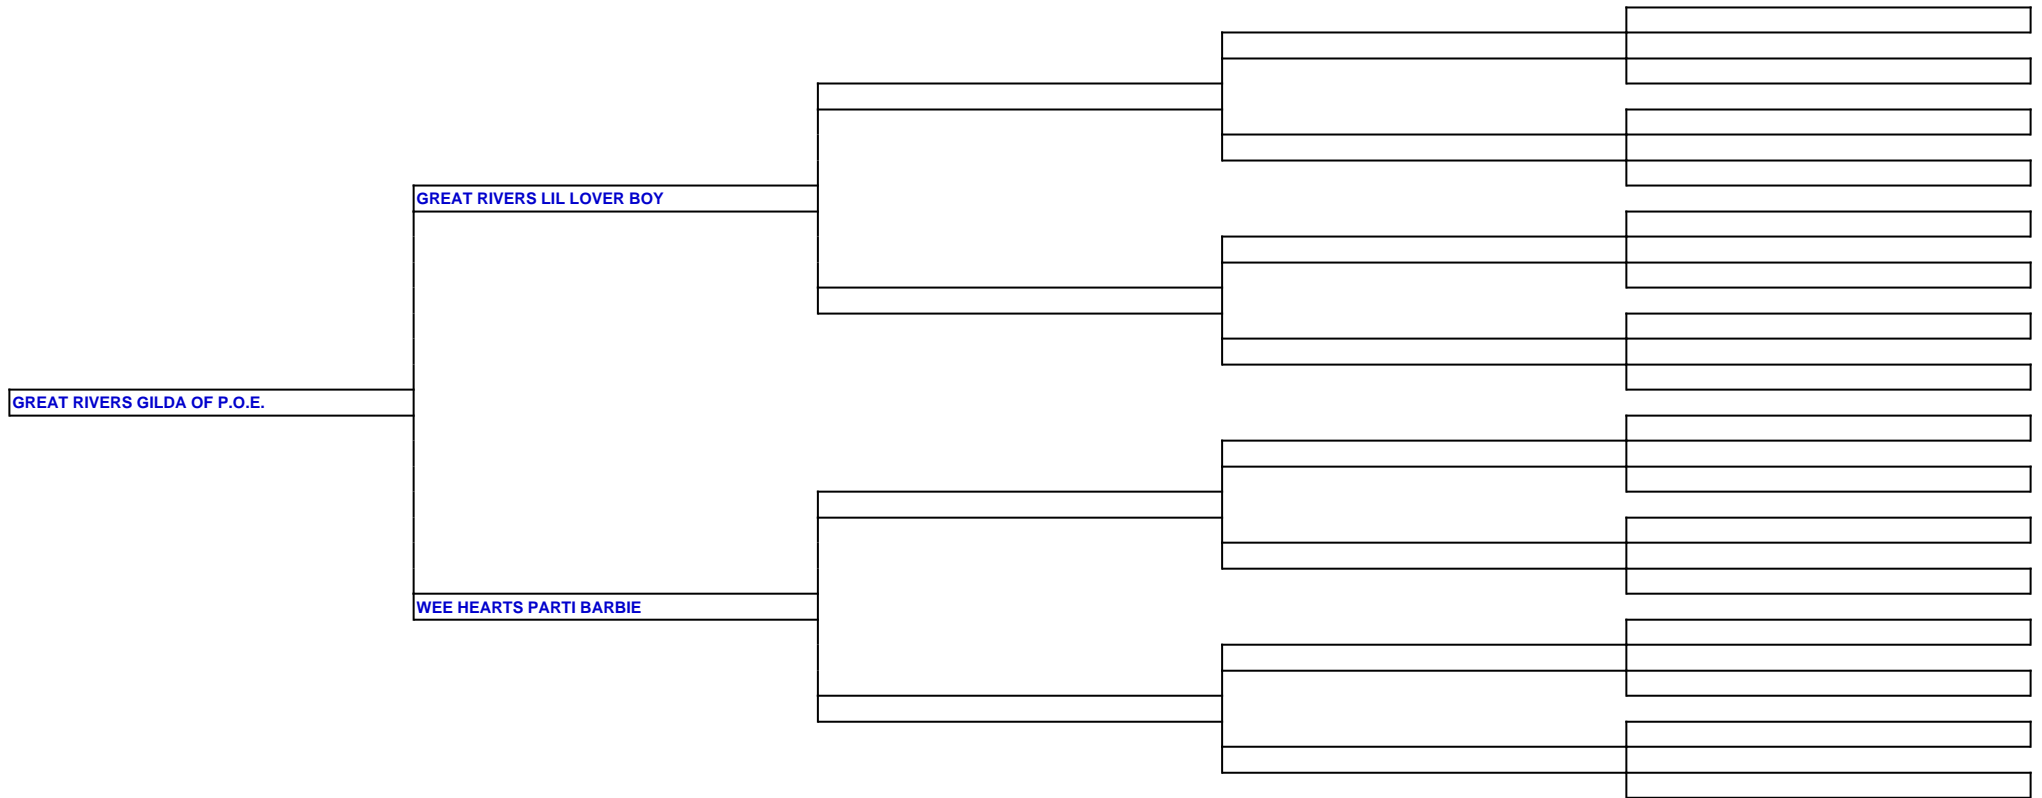 GREAT RIVERS LIL LOVER BOY
GREAT RIVERS GILDA OF P.O.E.
WEE HEARTS PARTI BARBIE